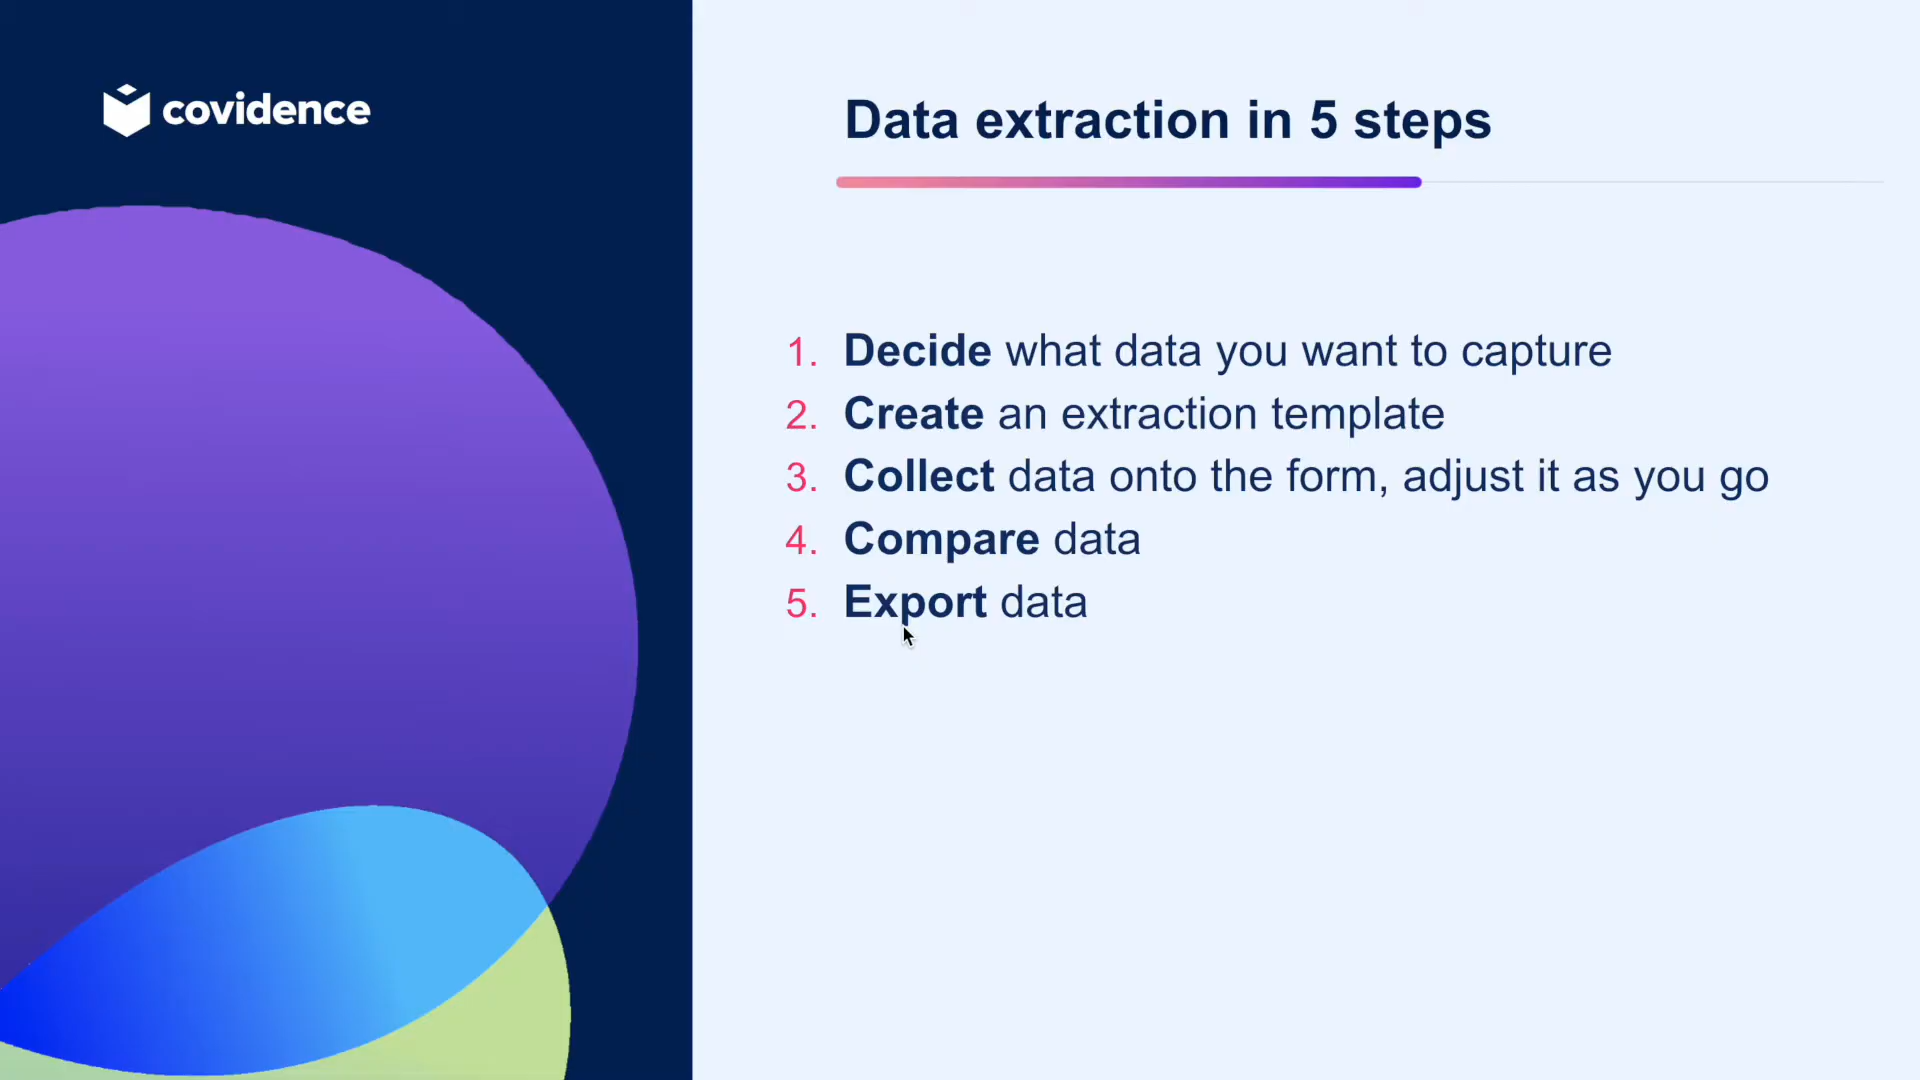 covidence
Data extraction in 5 steps
1. Decide what data you want to capture
2. Create an extraction template
3. Collect data onto the form, adjust it as you go
4. Compare data
5. Export data